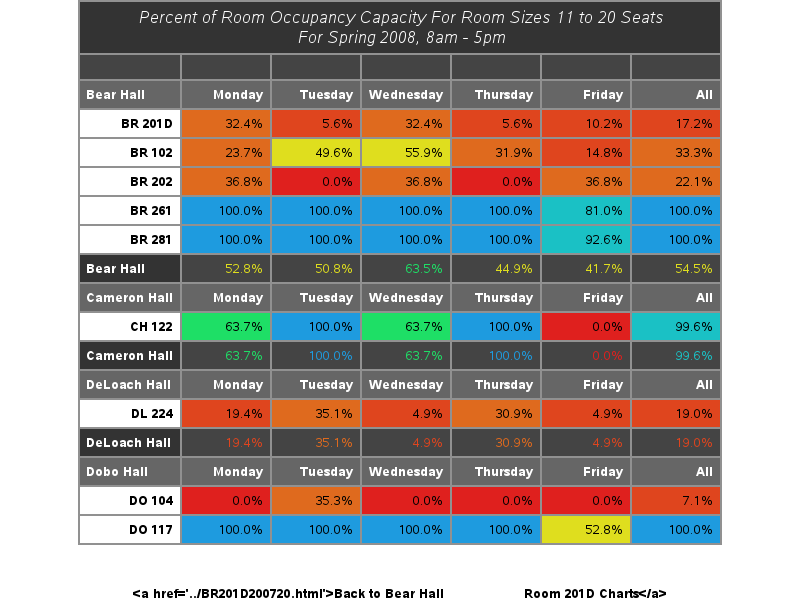 Percent of Room Occupancy Capacity For Room Sizes 11 to 20 Seats
For Spring 2008, 8am - 5pm
Bear Hall Monday Tuesday Wednesday Thursday Friday All
BR 201D 32.4% 5.6% 32.4% 5.6% 10.2% 17.2%
BR 102 23.7% 49.6% 55.9% 31.9% 14.8% 33.3%
BR 202 36.8% 0.0% 36.8% 0.0% 36.8% 22.1%
BR 261 100.0% 100.0% 100.0% 100.0% 81.0% 100.0%
BR 281 100.0% 100.0% 100.0% 100.0% 92.6% 100.0%
Bear Hall 52.8% 50.8% 63.5% 44.9% 41.7% 54.5%
Cameron Hall Monday Tuesday Wednesday Thursday Friday All
CH 122 63.7% 100.0% 63.7% 100.0% 0.0% 99.6%
Cameron Hall 63.7% 100.0% 63.7% 100.0% 0.0% 99.6%
DeLoach Hall Monday Tuesday Wednesday Thursday Friday All
DL 224 19.4% 35.1% 4.9% 30.9% 4.9% 19.0%
DeLoach Hall 19.4% 35.1% 4.9% 30.9% 4.9% 19.0%
Dobo Hall Monday Tuesday Wednesday Thursday Friday All
DO 104 0.0% 35.3% 0.0% 0.0% 0.0% 7.1%
DO 117 100.0% 100.0% 100.0% 100.0% 52.8% 100.0%
<a href='../BR201D200720.html'>Back to Bear Hall Room 201D Charts</a>